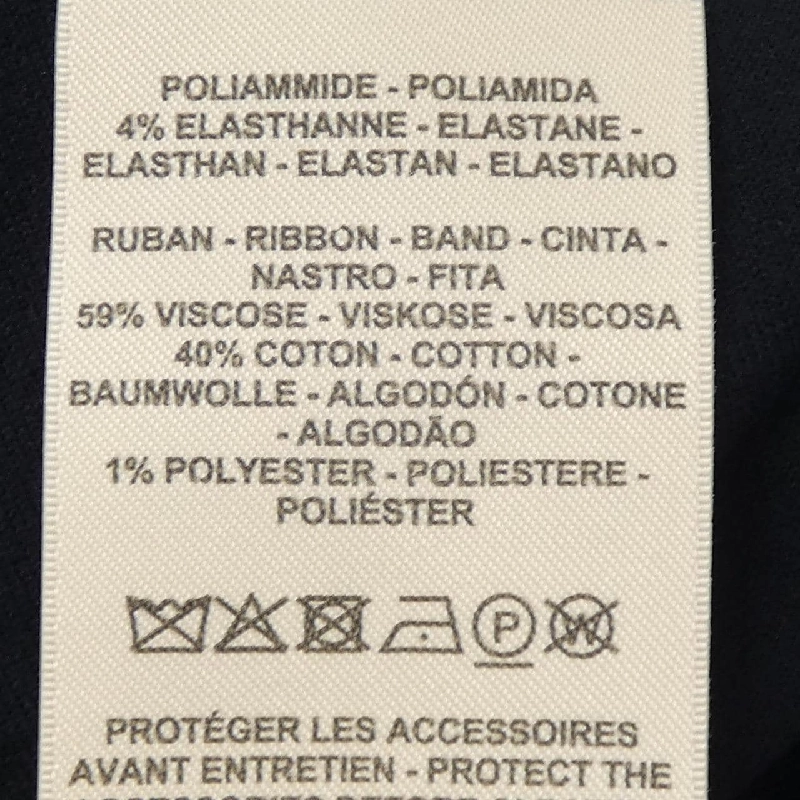 POLIAMMIDE - POLIAMIDA
4% ELASTHANNE - ELASTANE -
ELASTHAN - ELASTAN - ELASTANO
RUBAN - RIBBON - BAND - CINTA -
NASTRO - FITA
59% VISCOSE - VISKOSE - VISCOSA
40% COTON - COTTON -
BAUMWOLLE - ALGODÓN - COTONE
- ALGODÃO
1% POLYESTER - POLIESTERE -
POLIÉSTER
P W
PROTÉGER LES ACCESSOIRES
AVANT ENTRETIEN - PROTECT THE